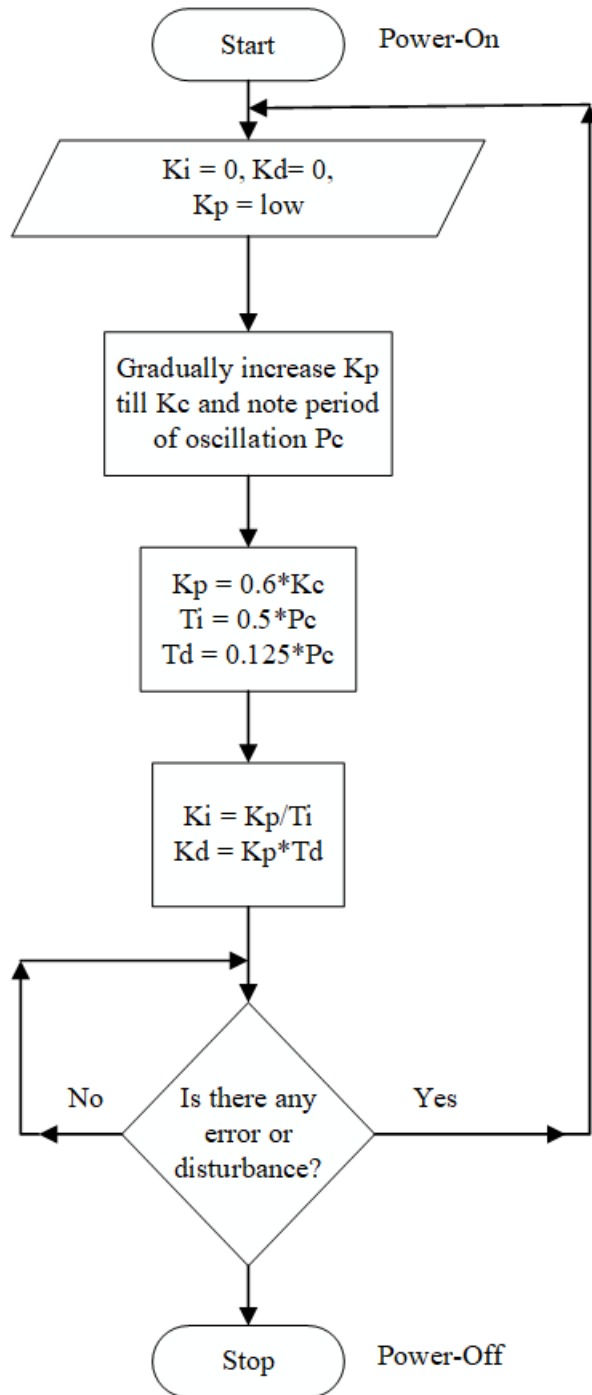 Start
Power-On
Ki = 0, Kd= 0,
Kp = low
Gradually increase Kp
till Kc and note period
of oscillation Pc
Kp = 0.6*Kc
Ti = 0.5*Pc
Td = 0.125*Pc
Ki = Kp/Ti
Kd = Kp*Td
No
Is there any
error or
disturbance?
Yes
Stop
Power-Off